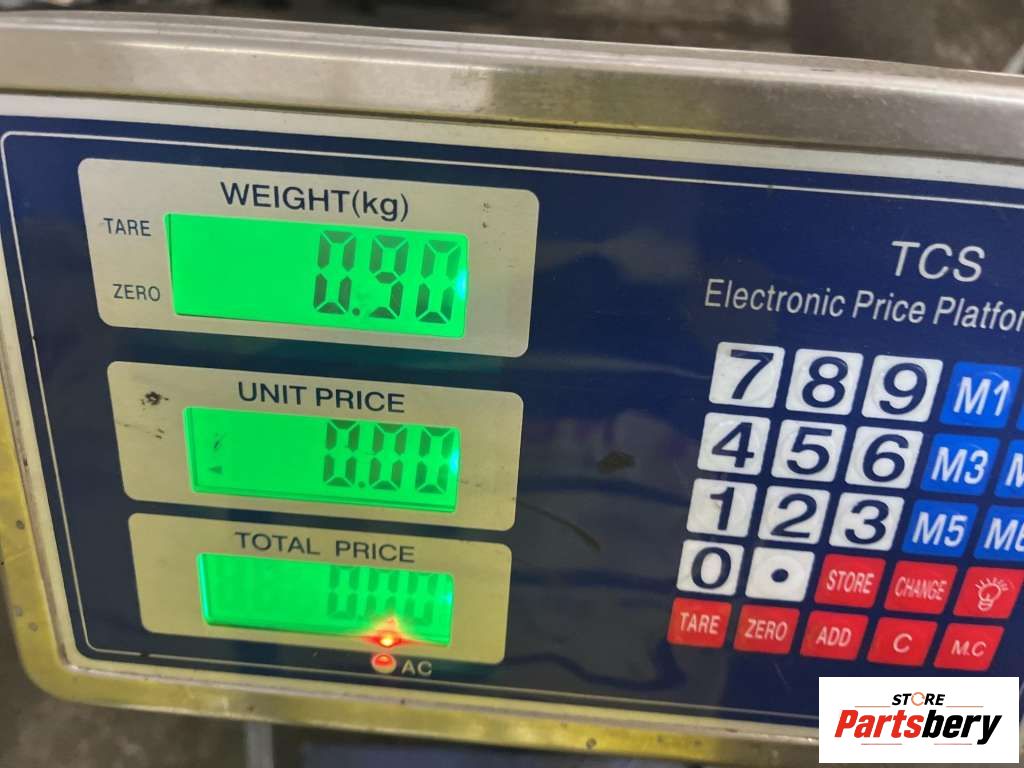 WEIGHT(kg)
TARE
0.90
ZERO
TCS
Electronic Price Platfor
UNIT PRICE
0.00
TOTAL PRICE
0.00
AC
7 8 9 M1
4 5 6 M3 M
1 2 3 M5 M6
0 . STORE CHANGE
TARE ZERO ADD C M.C
STORE
Partsbery